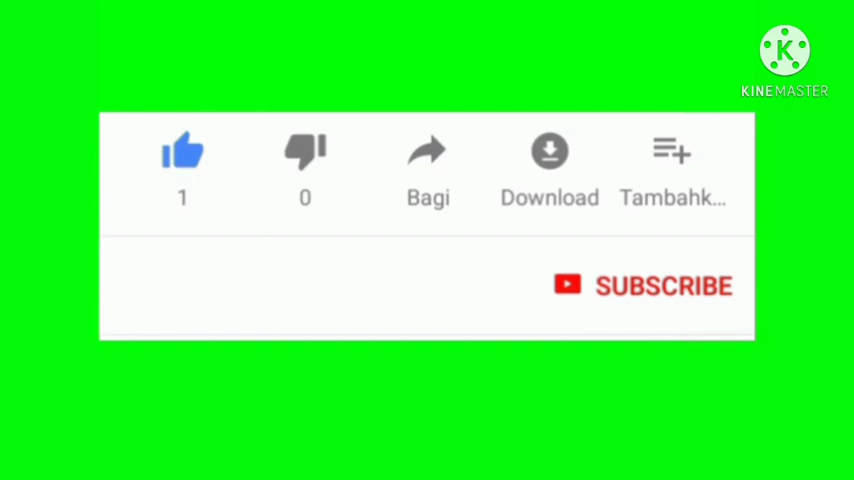 K
KINEMASTER
1
0
Bagi
Download
Tambahk...
SUBSCRIBE